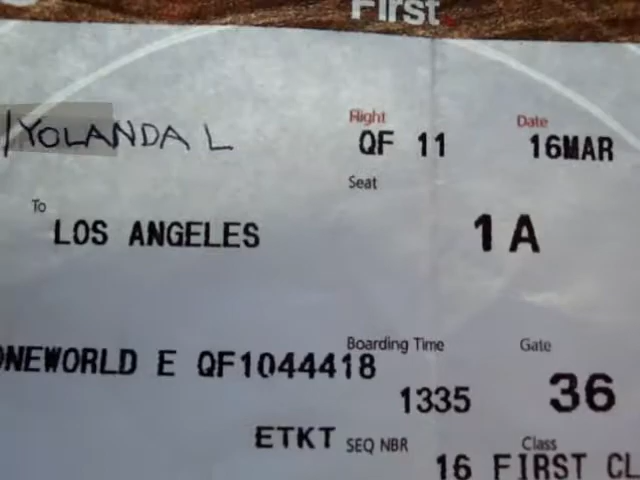 First
Flight Date
/YOLANDA L QF 11 16MAR
Seat
To
LOS ANGELES 1A
Boarding Time Gate
ONEWORLD E QF1044418
1335 36
ETKT SEQ NBR Class
16 FIRST CL